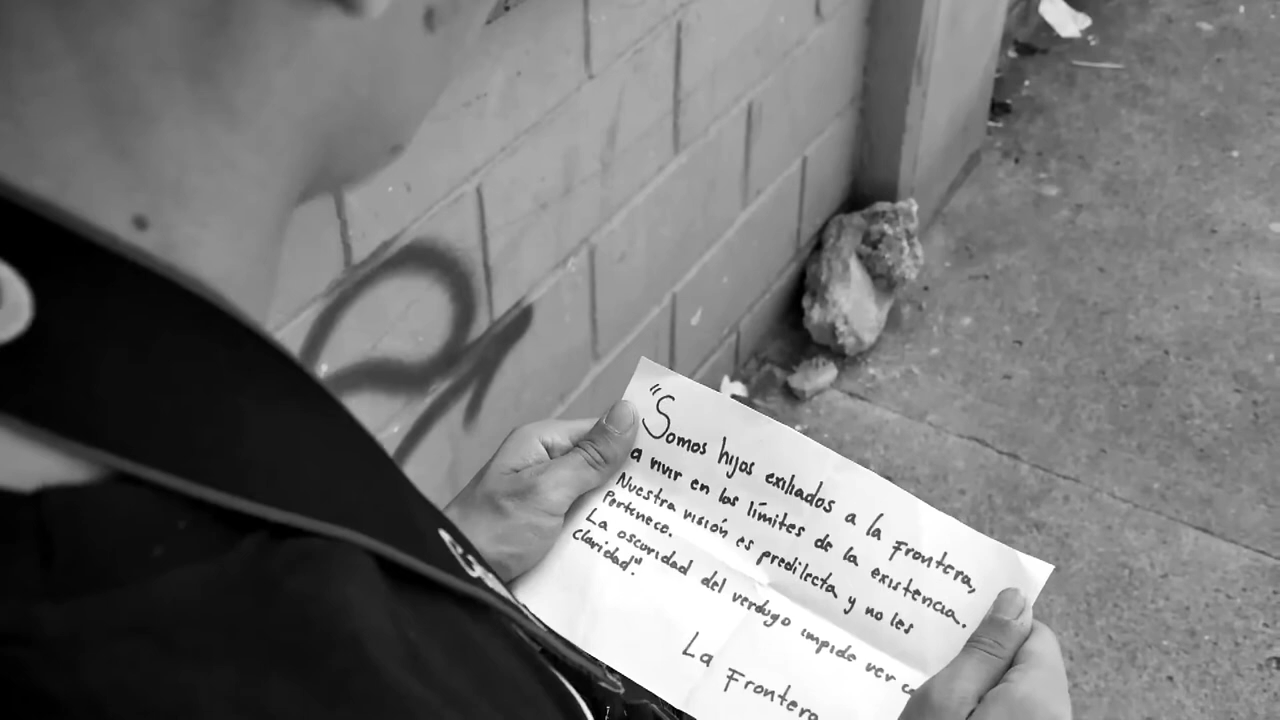 "Somos hijos exiliados a la Frontera,
a vivir en los límites de la existencia.
Nuestra visión es predilecta y no les
Pertenece.
La oscuridad del verdugo impide ver co
claridad".
La
Frontera